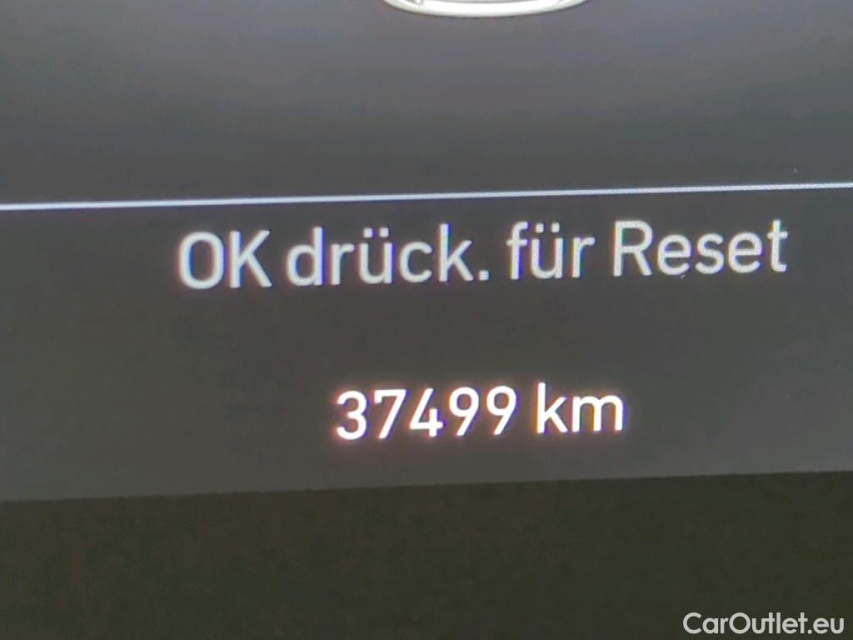 OK drück. für Reset
37499 km
CarOutlet.eu